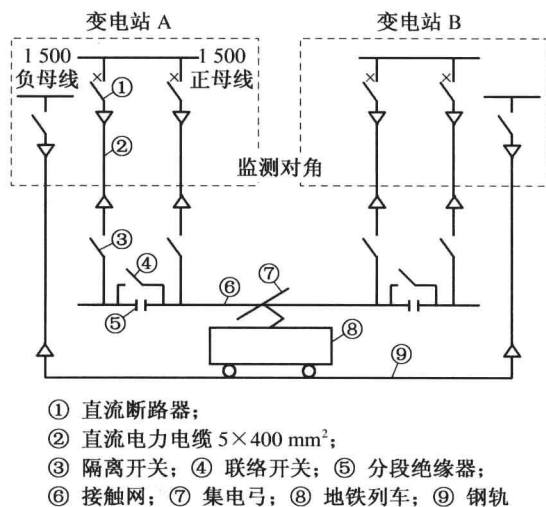 变电站 A
变电站 B
1 500
负母线
1 500
正母线
①
②
监测对角
③
④
⑤
⑥
⑦
⑧
⑨
① 直流断路器；
② 直流电力电缆 5×400 mm²；
③ 隔离开关；④ 联络开关；⑤ 分段绝缘器；
⑥ 接触网；⑦ 集电弓；⑧ 地铁列车；⑨ 钢轨